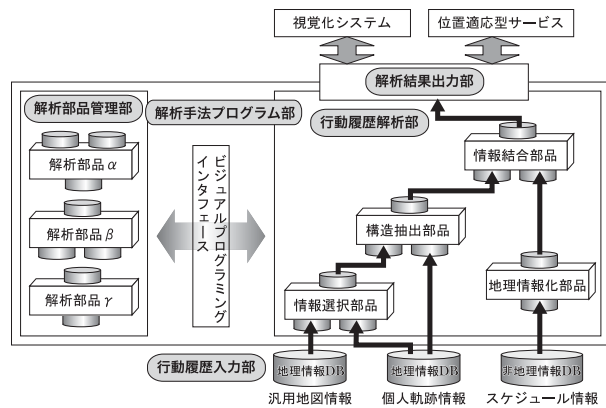 視覚化システム
位置適応型サービス
解析結果出力部
解析部品管理部
解析手法プログラム部
行動履歴解析部
解析部品α
解析部品β
解析部品γ
ビジュアルプログラミング
インタフェース
情報結合部品
構造抽出部品
情報選択部品
地理情報化部品
行動履歴入力部
地理情報DB
地理情報DB
非地理情報DB
汎用地図情報
個人軌跡情報
スケジュール情報